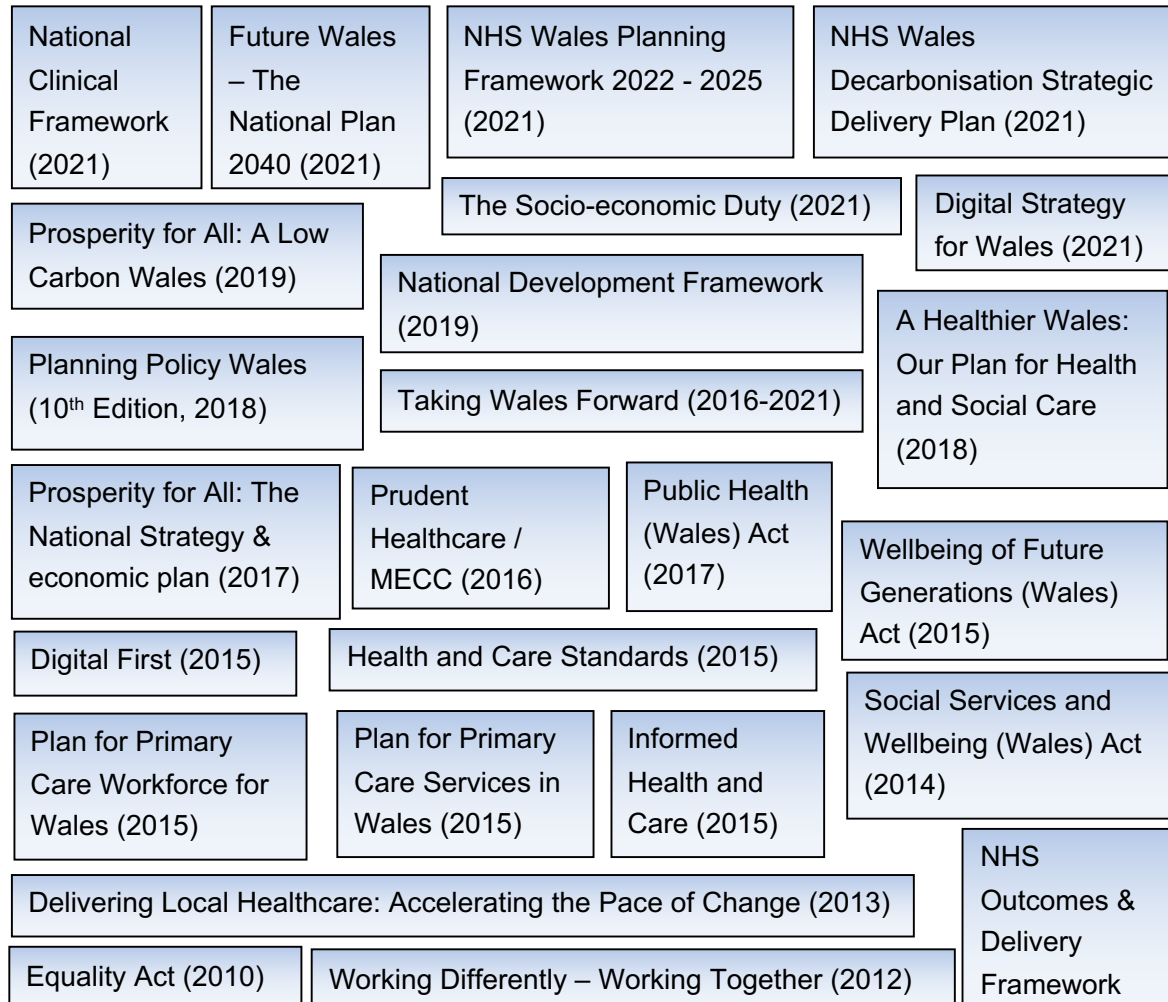 National
Clinical
Framework
(2021)
Future Wales
– The
National Plan
2040 (2021)
NHS Wales Planning
Framework 2022 - 2025
(2021)
NHS Wales
Decarbonisation Strategic
Delivery Plan (2021)
The Socio-economic Duty (2021)
Digital Strategy
for Wales (2021)
Prosperity for All: A Low
Carbon Wales (2019)
National Development Framework
(2019)
A Healthier Wales:
Our Plan for Health
and Social Care
(2018)
Planning Policy Wales
(10th Edition, 2018)
Taking Wales Forward (2016-2021)
Prosperity for All: The
National Strategy &
economic plan (2017)
Prudent
Healthcare /
MECC (2016)
Public Health
(Wales) Act
(2017)
Wellbeing of Future
Generations (Wales)
Act (2015)
Digital First (2015)
Health and Care Standards (2015)
Social Services and
Wellbeing (Wales) Act
(2014)
Plan for Primary
Care Workforce for
Wales (2015)
Plan for Primary
Care Services in
Wales (2015)
Informed
Health and
Care (2015)
NHS
Outcomes &
Delivery
Framework
Delivering Local Healthcare: Accelerating the Pace of Change (2013)
Equality Act (2010)
Working Differently – Working Together (2012)